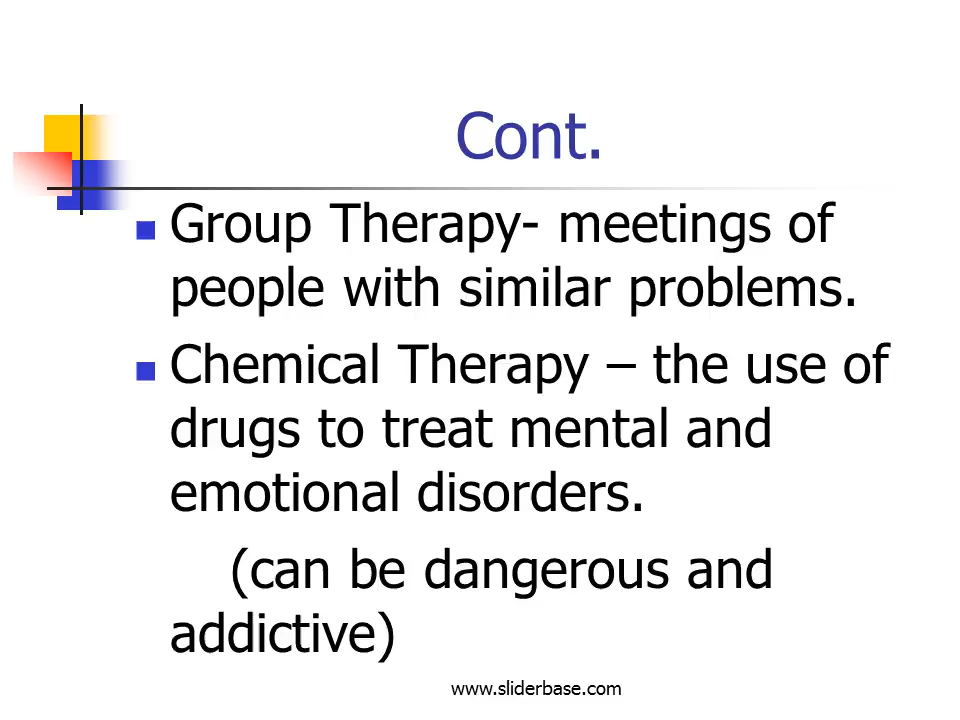 Cont.
Group Therapy- meetings of
people with similar problems.
Chemical Therapy – the use of
drugs to treat mental and
emotional disorders.
(can be dangerous and
addictive)
www.sliderbase.com